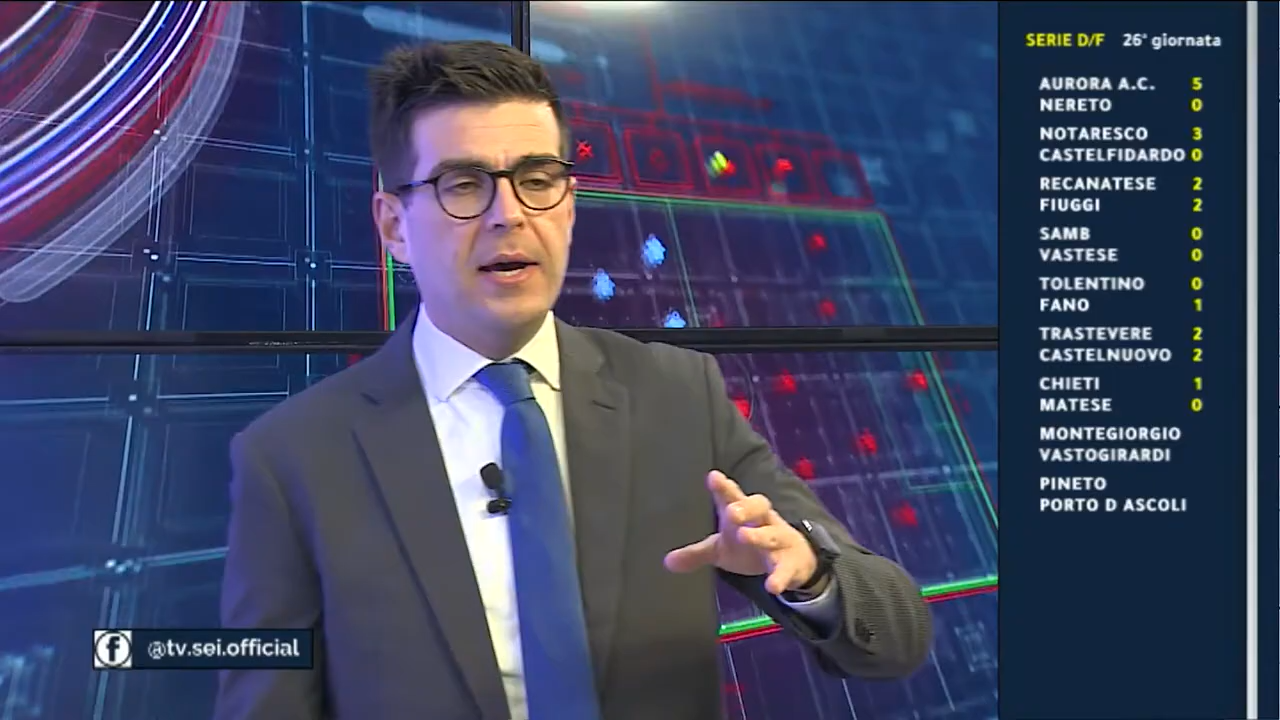 SERIE D/F 26ª giornata
AURORA A.C. 5
NERETO 0
NOTARESCO 3
CASTELFIDARDO 0
RECANATESE 2
FIUGGI 2
SAMB 0
VASTESE 0
TOLENTINO 0
FANO 1
TRASTEVERE 2
CASTELNUOVO 2
CHIETI 1
MATESE 0
MONTEGIORGIO
VASTOGIRARDI
PINETO
PORTO D ASCOLI
@tv.sei.official